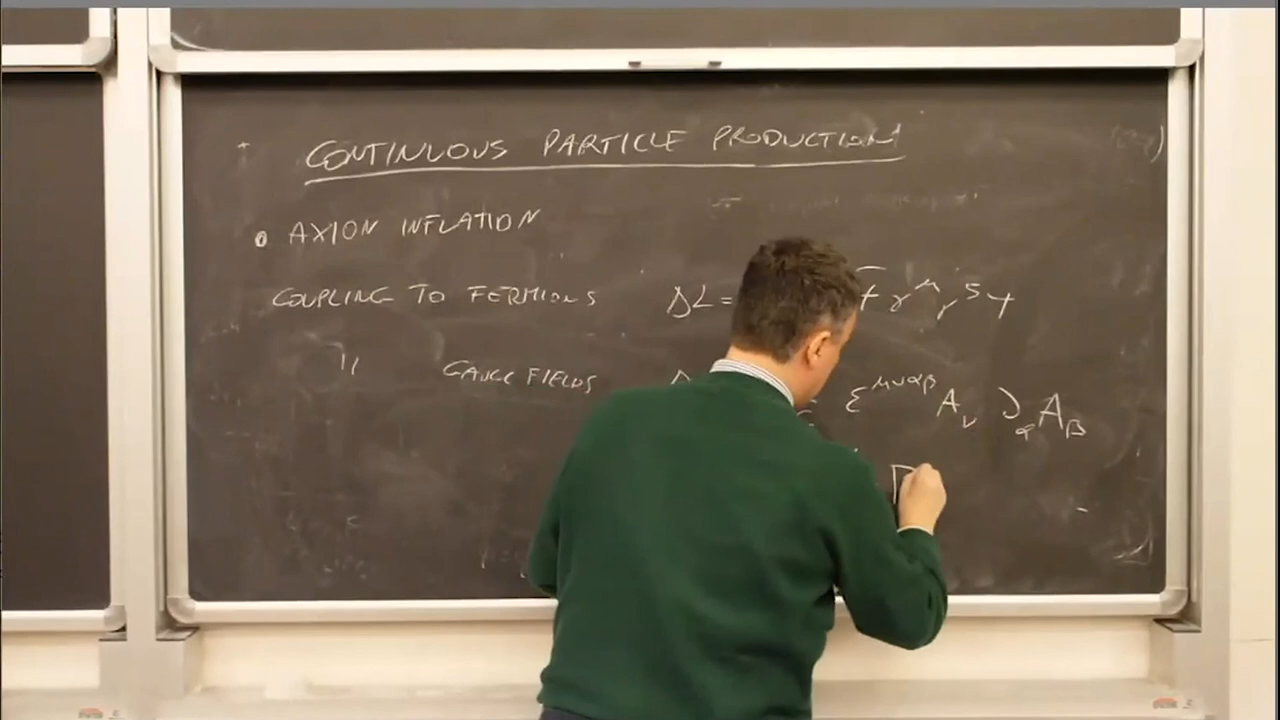 CONTINUOUS PARTICLE PRODUCTION
• AXION INFLATION
COUPLING TO FERMIONS ΔL = f̄ γ^μ γ^5 ψ
" GAUGE FIELDS ε^{μναβ} A_ν ∂_α A_β